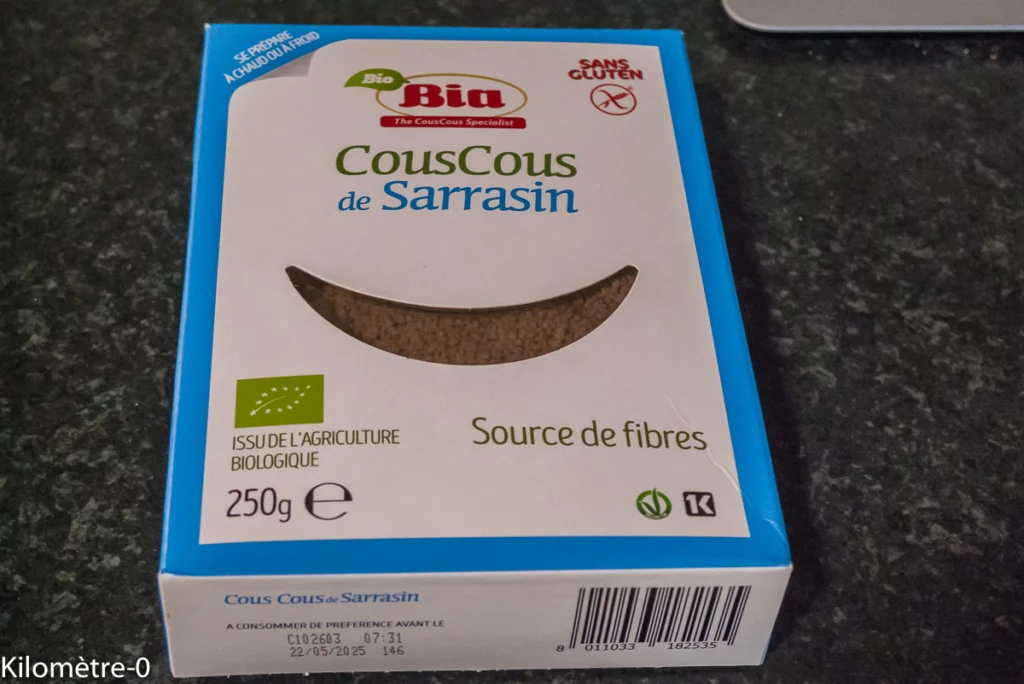 SE PRÉPARE
À CHAUD OU À FROID
Bio
Bia
The CousCous Specialist
SANS
GLUTEN
CousCous
de Sarrasin
ISSU DE L'AGRICULTURE
BIOLOGIQUE
Source de fibres
250g e
1K
Cous Cous de Sarrasin
A CONSOMMER DE PREFERENCE AVANT LE
C102603 07:31
22/05/2025 146
8 011033 182535
Kilomètre-0